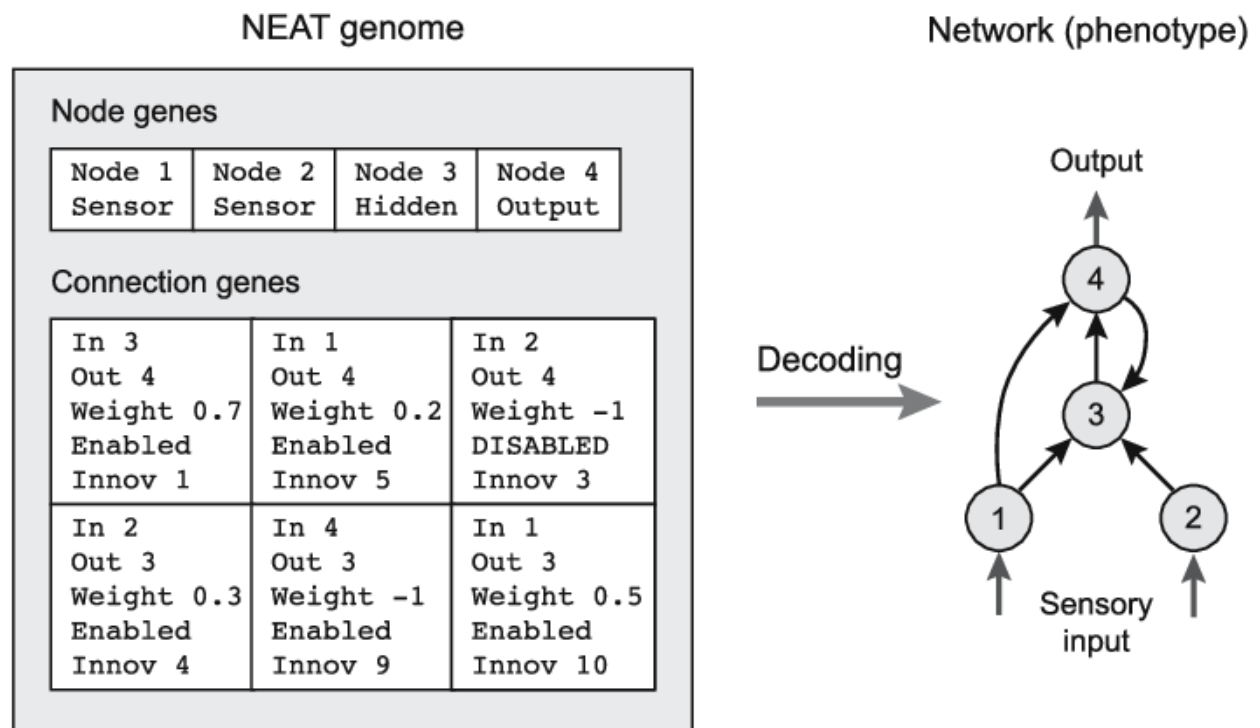 NEAT genome
Node genes
Node 1 Node 2 Node 3 Node 4
Sensor Sensor Hidden Output
Connection genes
In 3 In 1 In 2
Out 4 Out 4 Out 4
Weight 0.7 Weight 0.2 Weight -1
Enabled Enabled DISABLED
Innov 1 Innov 5 Innov 3
In 2 In 4 In 1
Out 3 Out 3 Out 3
Weight 0.3 Weight -1 Weight 0.5
Enabled Enabled Enabled
Innov 4 Innov 9 Innov 10
Decoding
Network (phenotype)
Output
4
3
1 2
Sensory
input